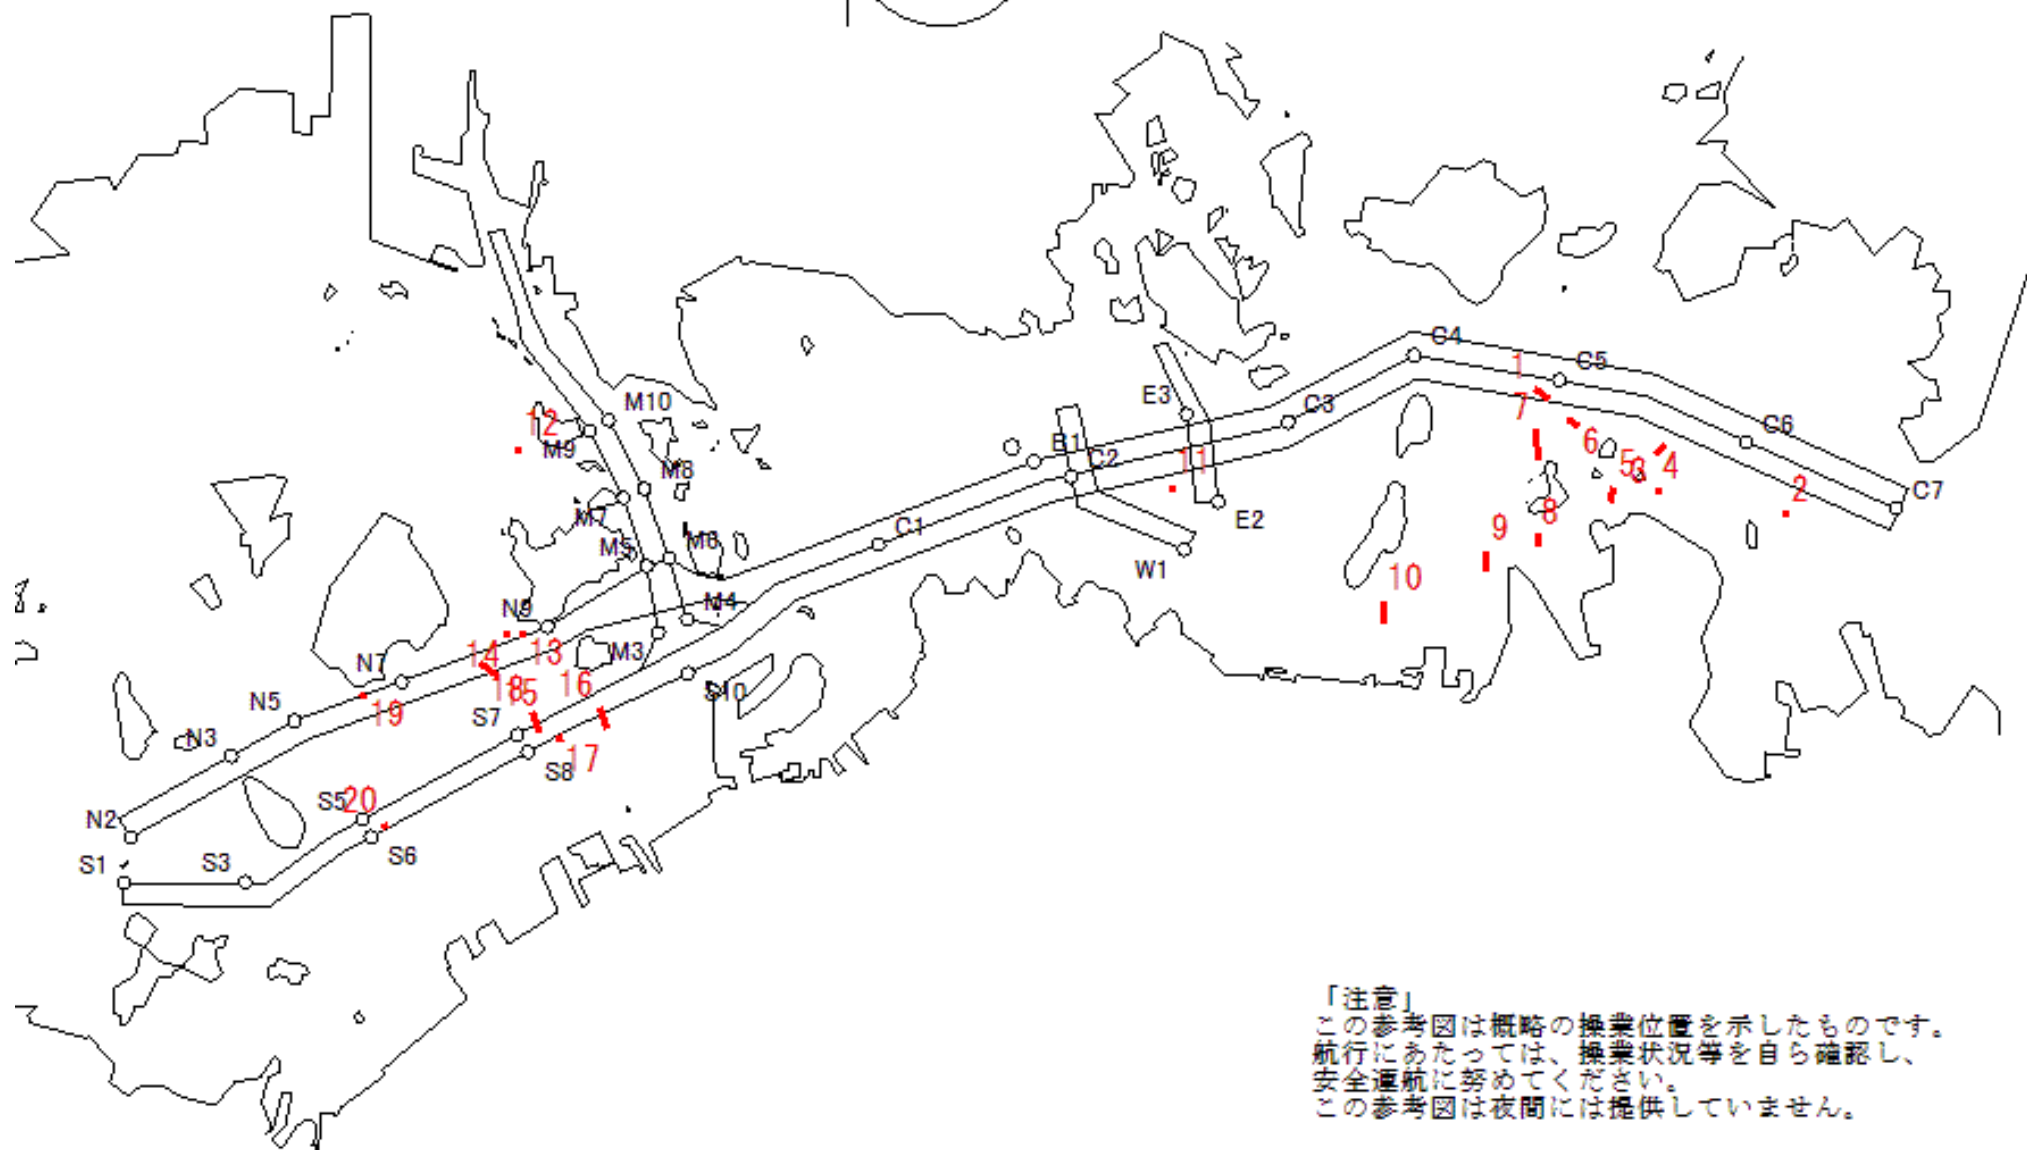 C4
1
C5
M10
E3
7
12
C3
C6
M9
B1
6
C2
11
5
3
4
M8
2
C7
M7
E2
8
9
C1
M5
M6
W1
10
N9
M4
14
13
M3
N7
18
15
16
S10
N5
19
S7
N3
17
S8
S5
20
N2
S6
S1
S3
「注意」
この参考図は概略の操業位置を示したものです。
航行にあたっては、操業状況等を自ら確認し、
安全運航に努めてください。
この参考図は夜間には提供していません。